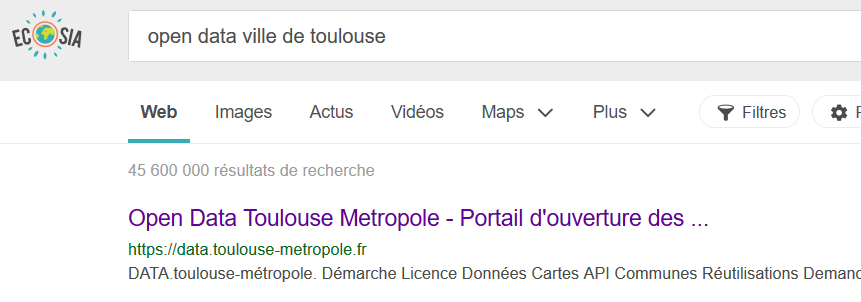 ECOSIA
open data ville de toulouse
Web Images Actus Vidéos Maps Plus Filtres
45 600 000 résultats de recherche
Open Data Toulouse Metropole - Portail d'ouverture des ...
https://data.toulouse-metropole.fr
DATA.toulouse-métropole. Démarche Licence Données Cartes API Communes Réutilisations Demand